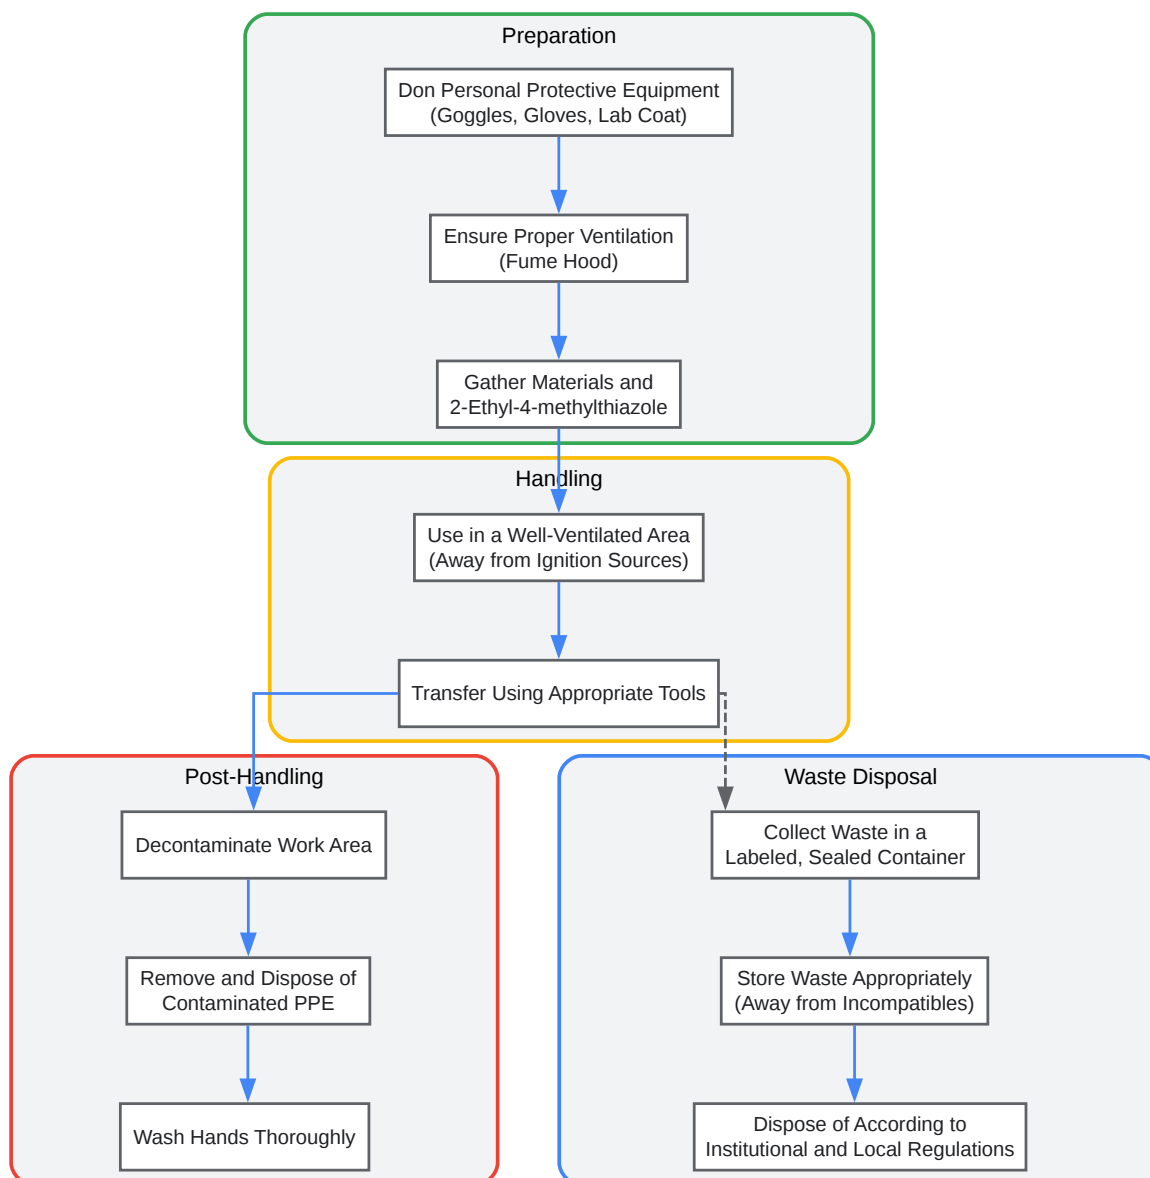 Preparation
Don Personal Protective Equipment
(Goggles, Gloves, Lab Coat)
Ensure Proper Ventilation
(Fume Hood)
Gather Materials and
2-Ethyl-4-methylthiazole
Handling
Use in a Well-Ventilated Area
(Away from Ignition Sources)
Transfer Using Appropriate Tools
Post-Handling
Decontaminate Work Area
Remove and Dispose of
Contaminated PPE
Wash Hands Thoroughly
Waste Disposal
Collect Waste in a
Labeled, Sealed Container
Store Waste Appropriately
(Away from Incompatibles)
Dispose of According to
Institutional and Local Regulations